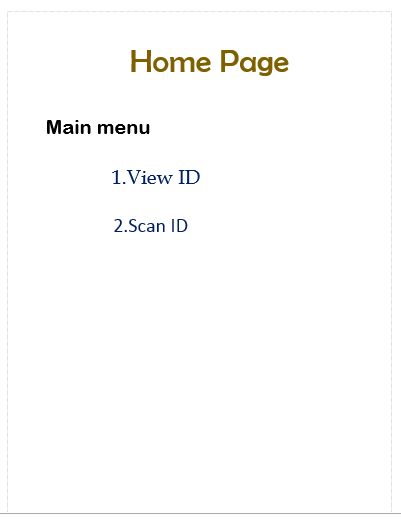 Home Page
Main menu
1.View ID
2.Scan ID